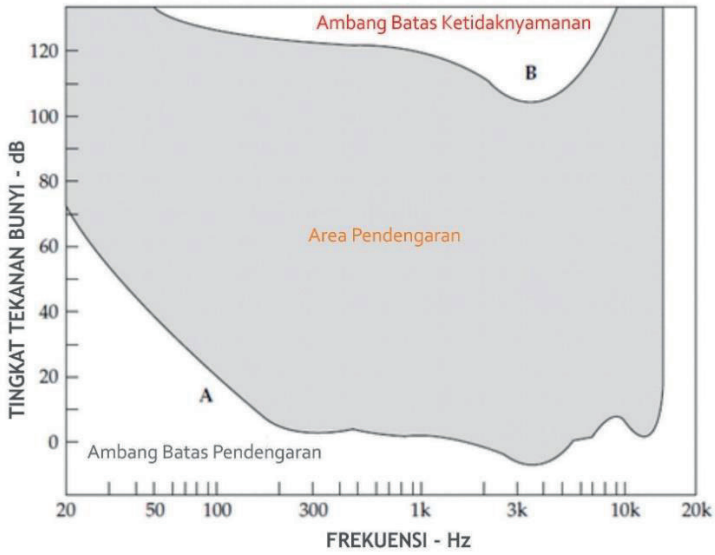 Ambang Batas Ketidaknyamanan
B
120
100
80
60
40
20
0
TINGKAT TEKANAN BUNYI - dB
Area Pendengaran
A
Ambang Batas Pendengaran
20
50
100
300
1k
3k
10k
20k
FREKUENSI - Hz